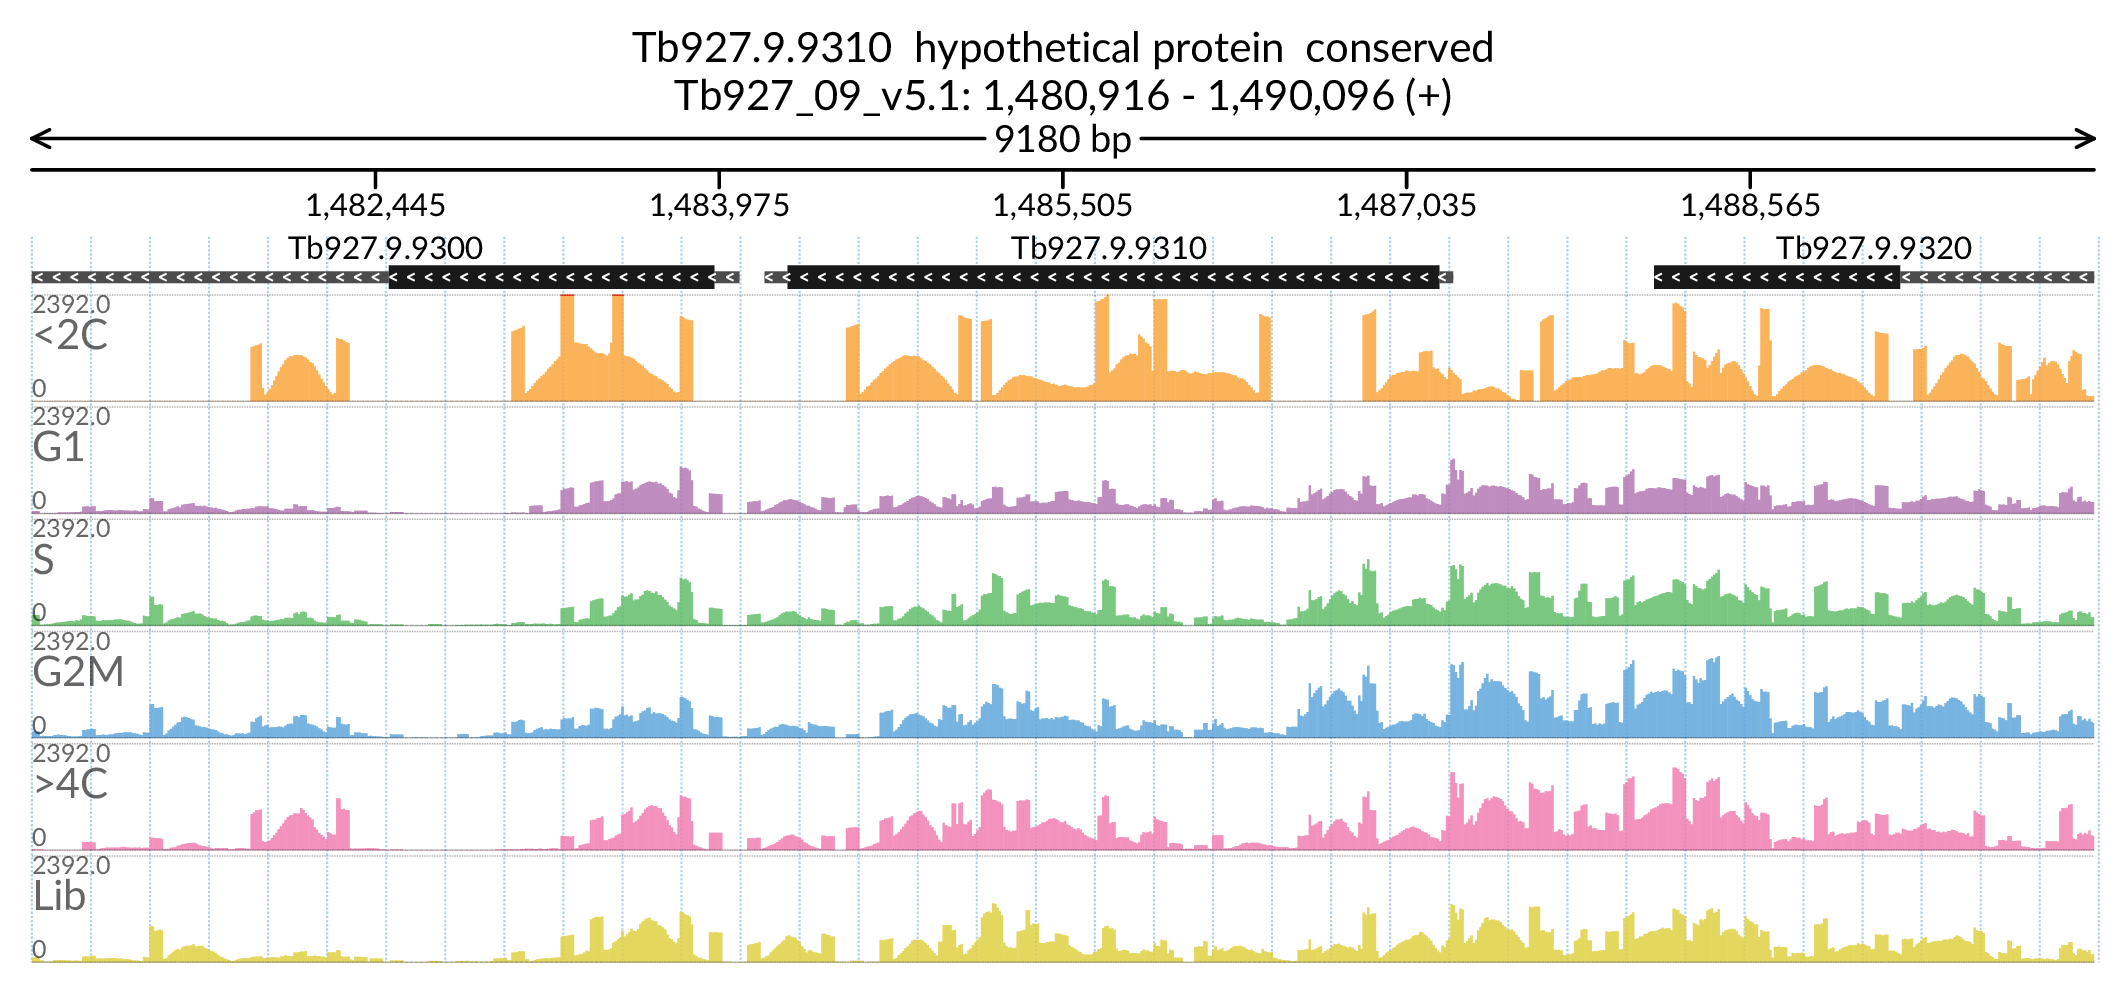 Tb927.9.9310 hypothetical protein conserved
Tb927_09_v5.1: 1,480,916 - 1,490,096 (+)
9180 bp
1,482,445 1,483,975 1,485,505 1,487,035 1,488,565
Tb927.9.9300 Tb927.9.9310 Tb927.9.9320
2392.0
<2C
0
2392.0
G1
0
2392.0
S
0
2392.0
G2M
0
2392.0
>4C
0
2392.0
Lib
0